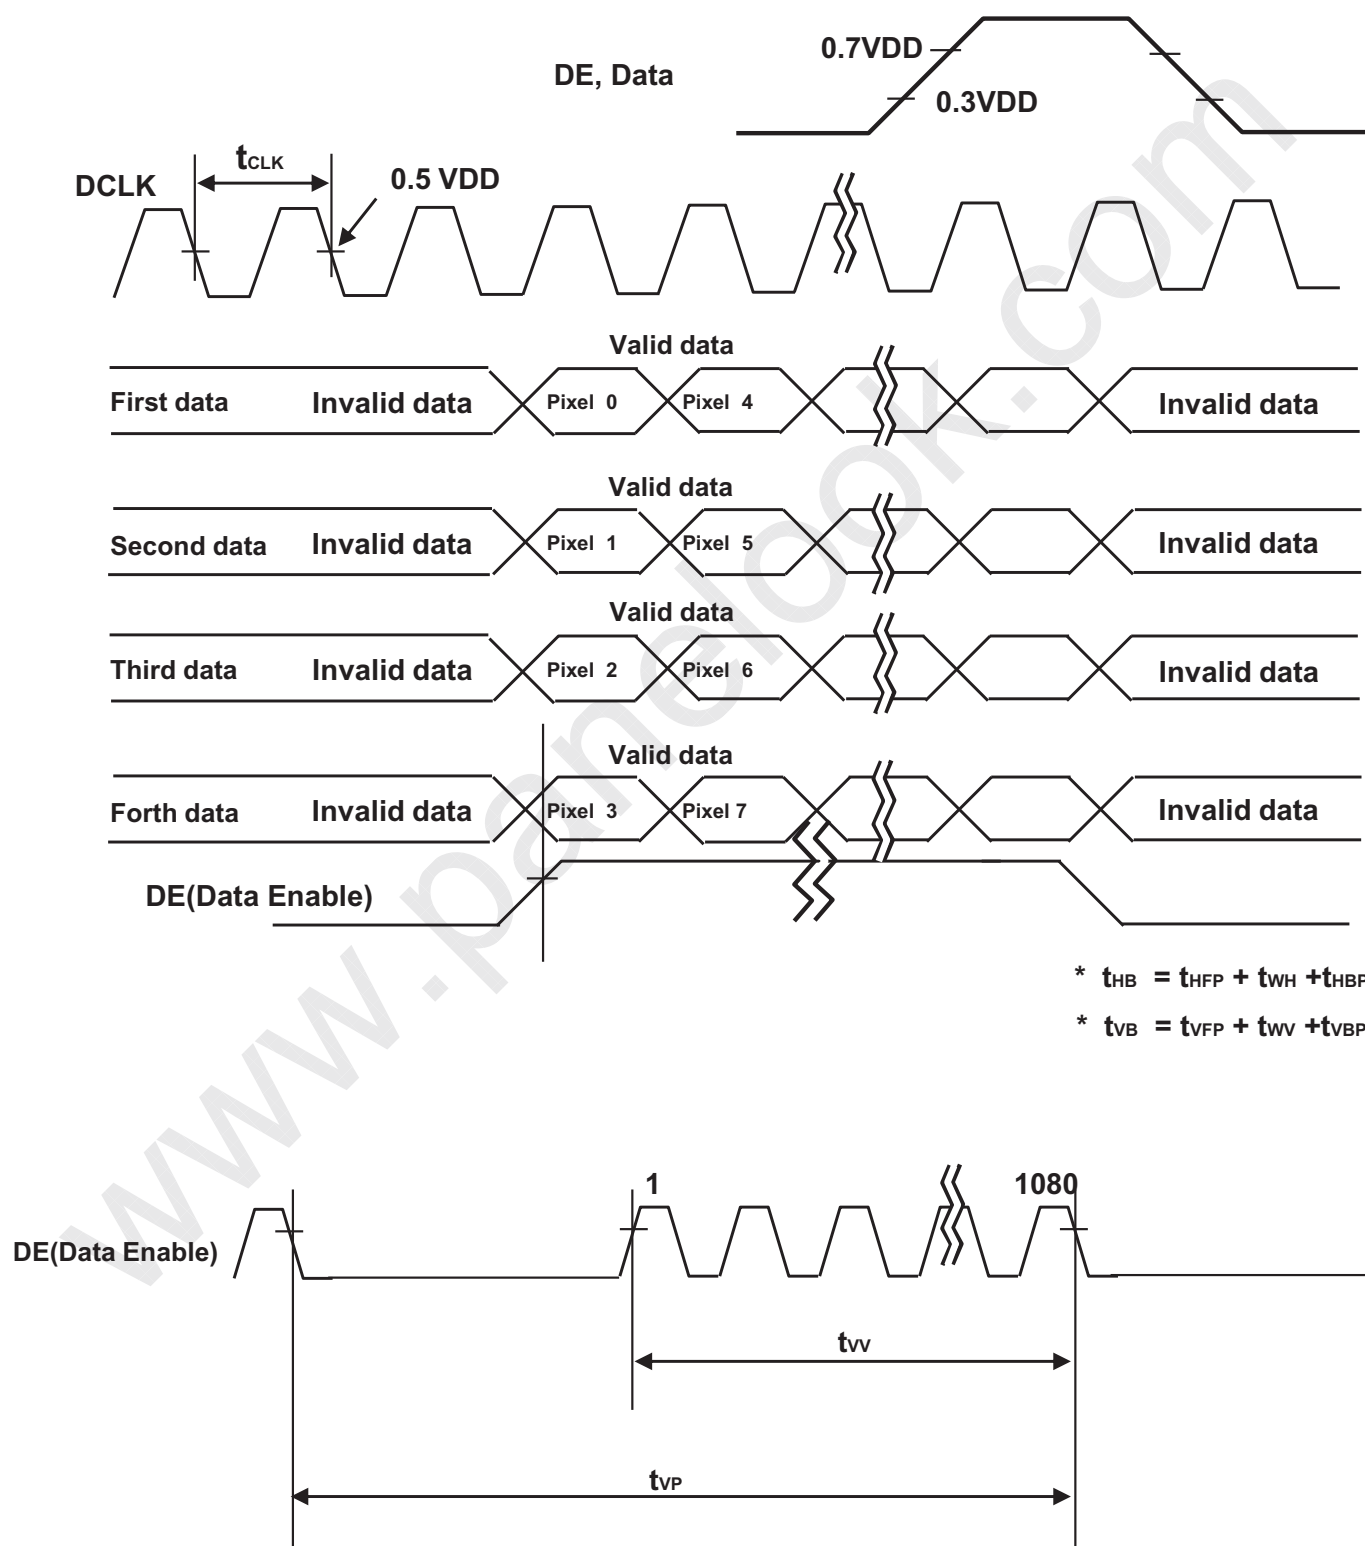 0.7VDD
DE, Data
0.3VDD
tCLK
DCLK
0.5 VDD
Valid data
First data Invalid data Pixel 0 Pixel 4 Invalid data
Valid data
Second data Invalid data Pixel 1 Pixel 5 Invalid data
Valid data
Third data Invalid data Pixel 2 Pixel 6 Invalid data
Valid data
Forth data Invalid data Pixel 3 Pixel 7 Invalid data
DE(Data Enable)
* tHB = tHFP + tWH +tHBP
* tVB = tVFP + tWV +tVBP
1 1080
DE(Data Enable)
tVV
tVP
www.panelook.com